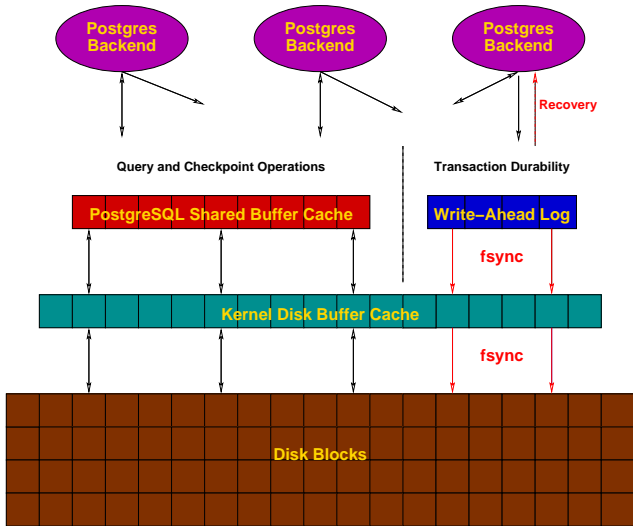 Postgres
Backend
Postgres
Backend
Postgres
Backend
Recovery
Query and Checkpoint Operations
Transaction Durability
PostgreSQL Shared Buffer Cache
Write−Ahead Log
fsync
Kernel Disk Buffer Cache
fsync
Disk Blocks